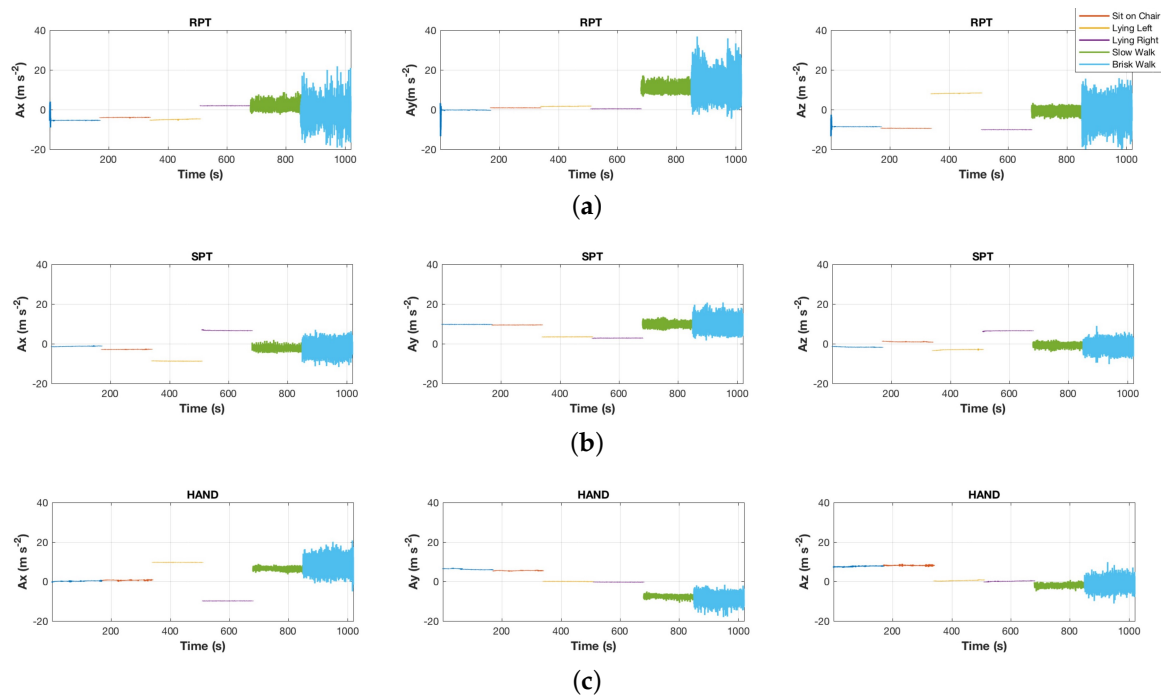 RPT RPT RPT
Sit on Chair
Lying Left
Lying Right
Slow Walk
Brisk Walk
40 40 40
20 20 20
0 0 0
-20 -20 -20
Ax (m s⁻²) Ay(m s⁻²) Az (m s⁻²)
200 400 600 800 1000 200 400 600 800 1000 200 400 600 800 1000
Time (s) Time (s) Time (s)
(a)
SPT SPT SPT
40 40 40
20 20 20
0 0 0
-20 -20 -20
Ax (m s⁻²) Ay (m s⁻²) Az (m s⁻²)
200 400 600 800 1000 200 400 600 800 1000 200 400 600 800 1000
Time (s) Time (s) Time (s)
(b)
HAND HAND HAND
40 40 40
20 20 20
0 0 0
-20 -20 -20
Ax (m s⁻²) Ay (m s⁻²) Az (m s⁻²)
200 400 600 800 1000 200 400 600 800 1000 200 400 600 800 1000
Time (s) Time (s) Time (s)
(c)